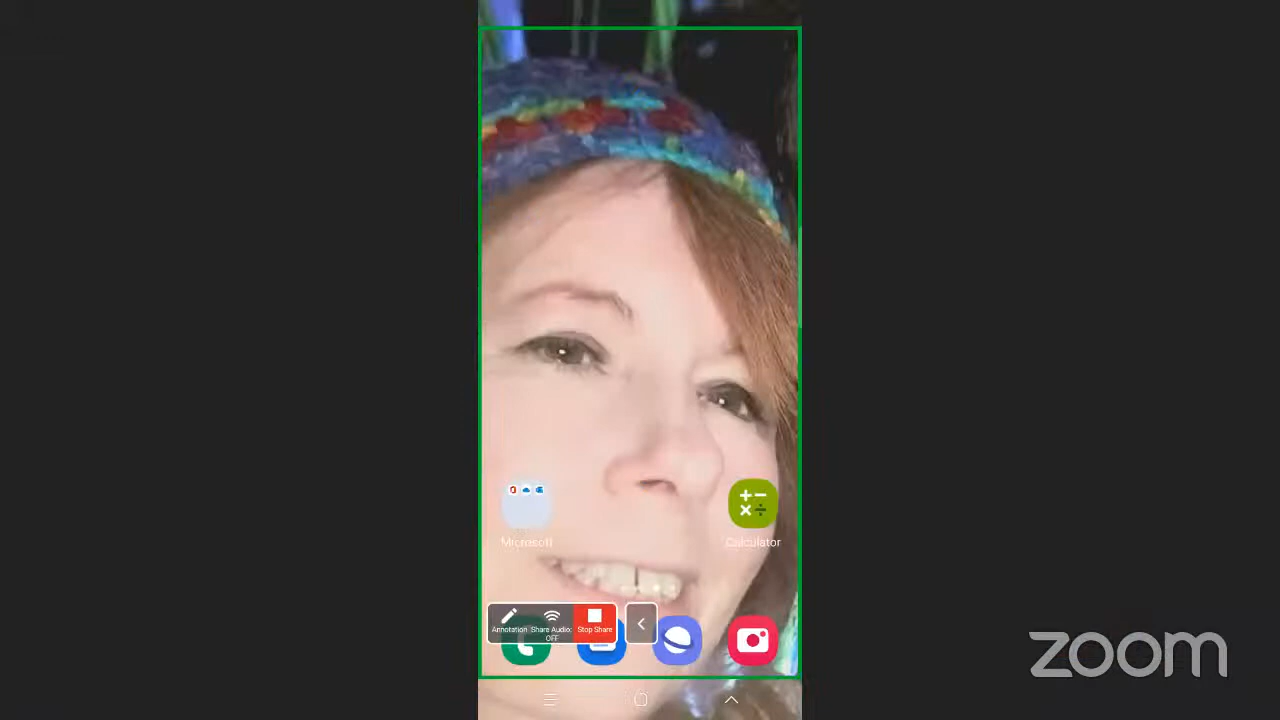 Microsoft
Calculator
Annotation
Share Audio:
OFF
Stop Share
zoom